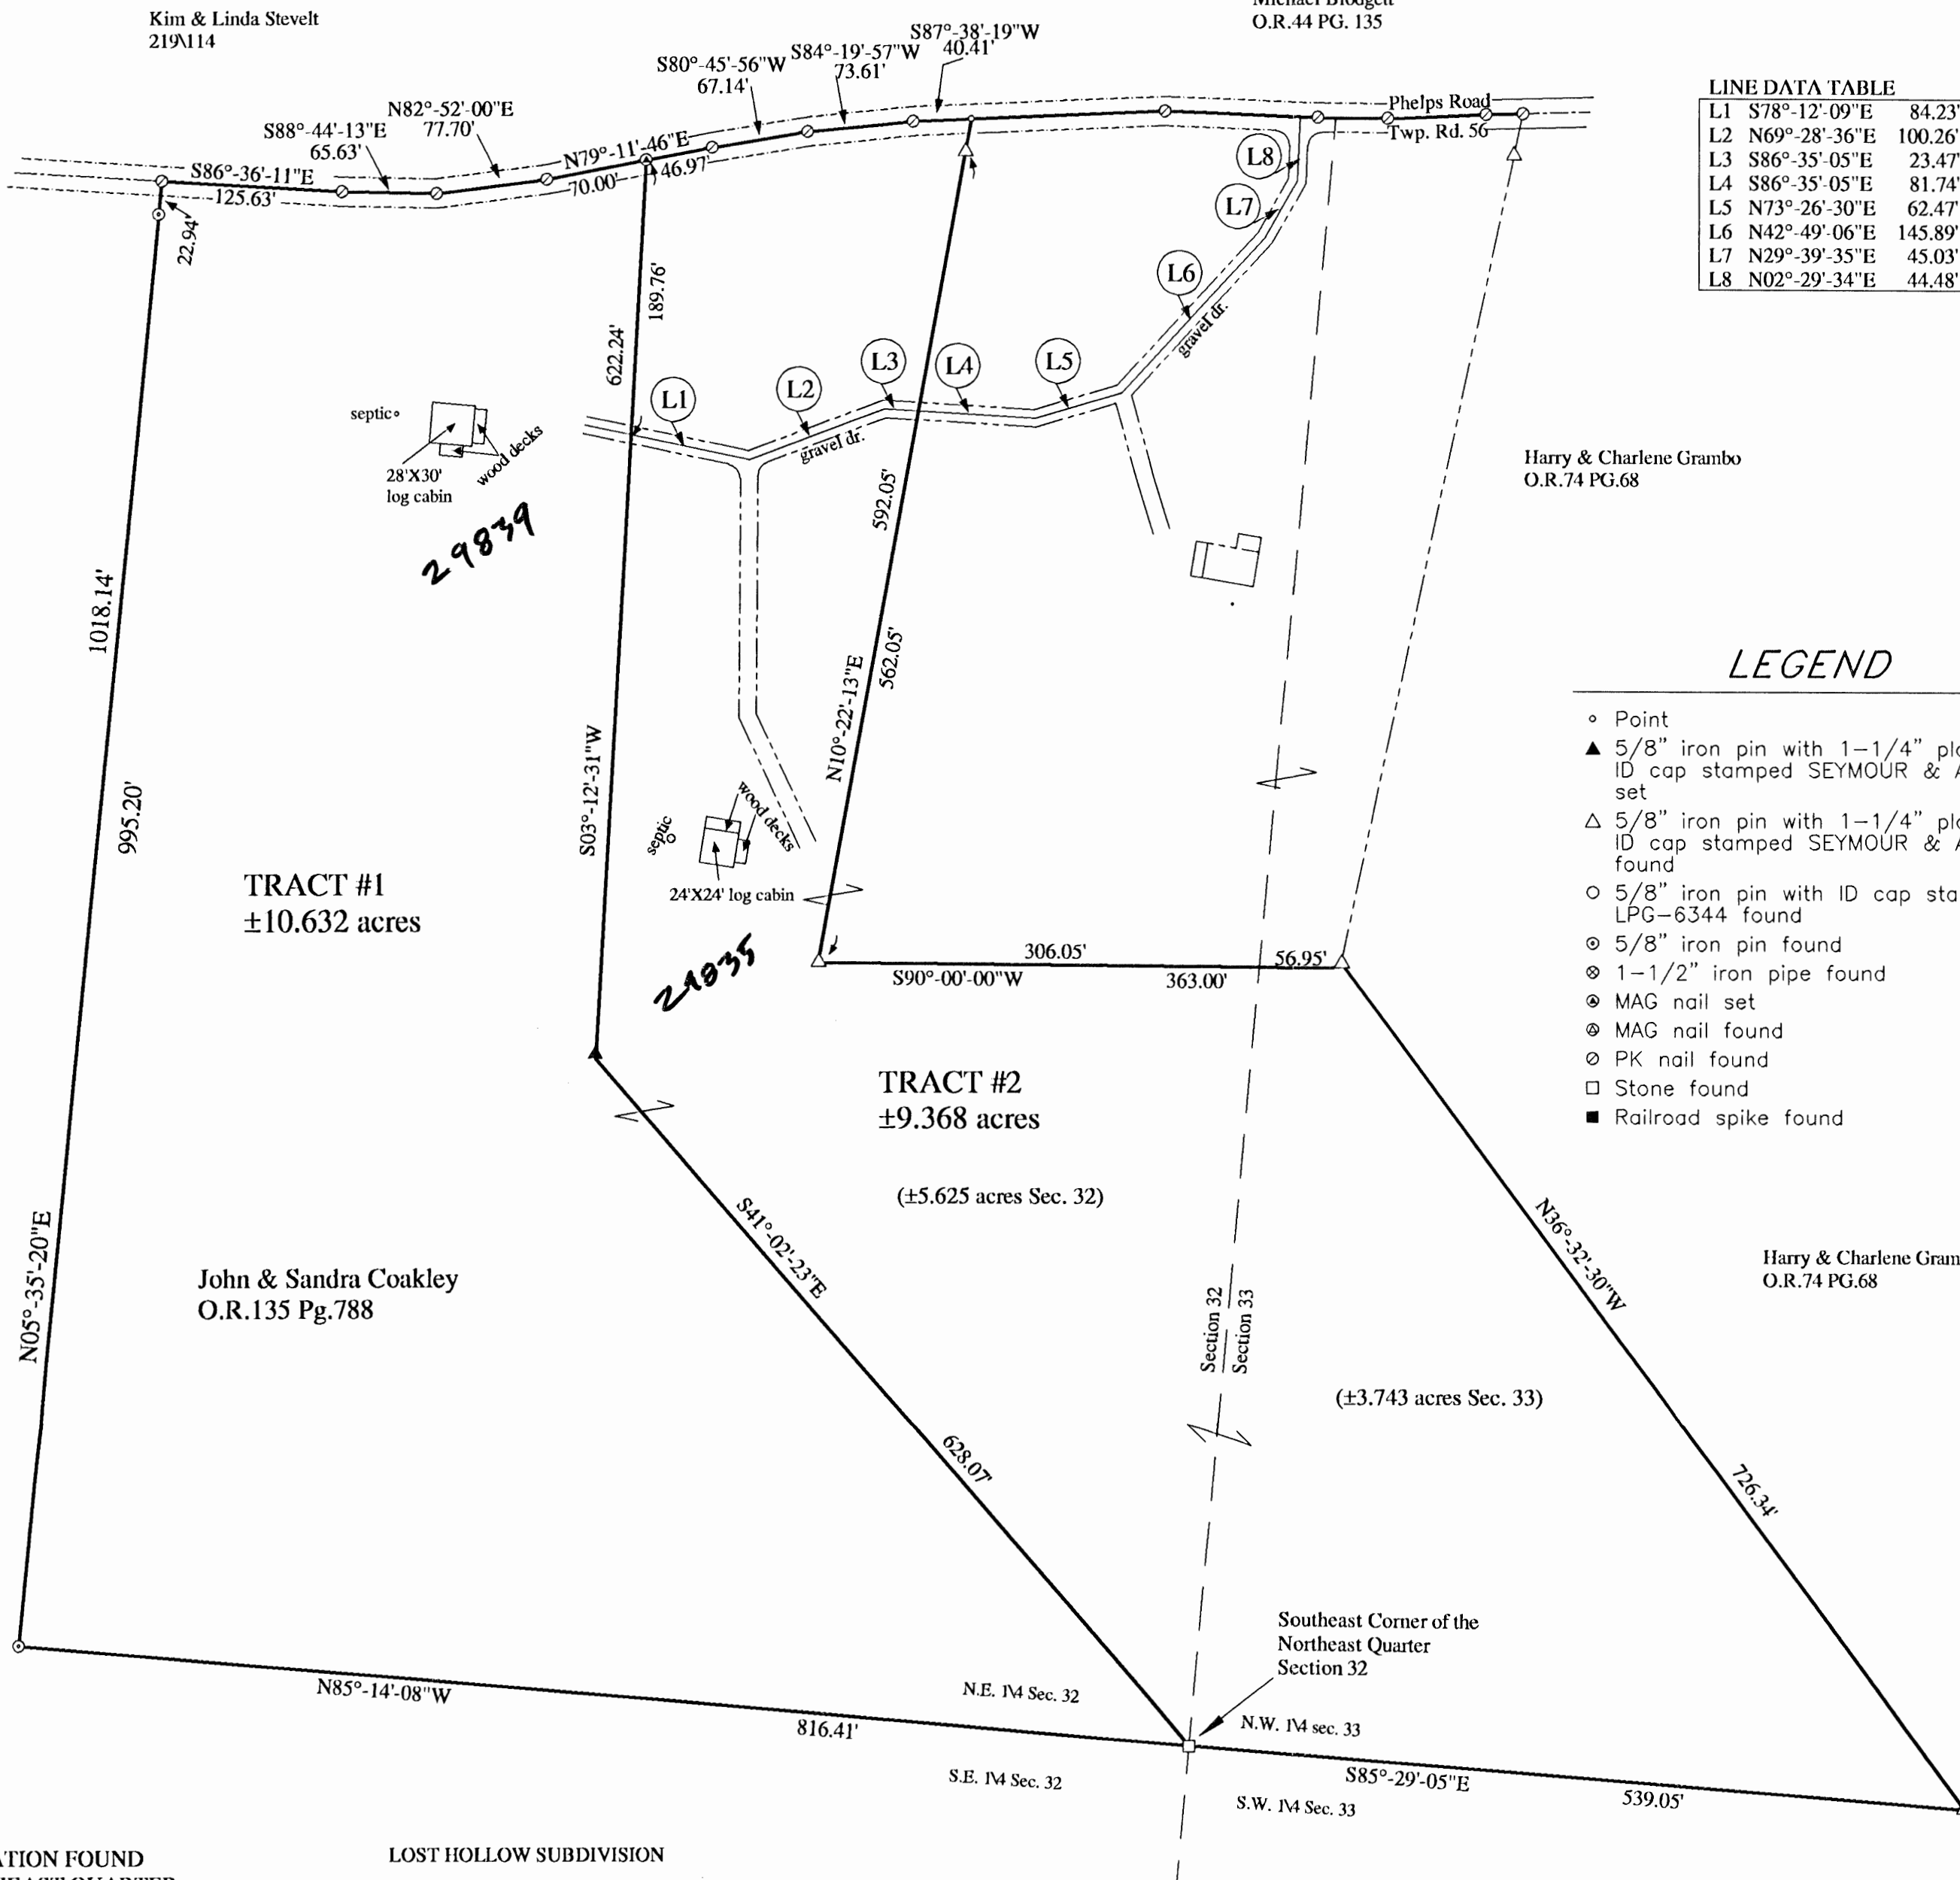 Kim & Linda Stevelt
219\114
O.R.44 PG. 135
S87°-38'-19"W
40.41'
S84°-19'-57"W
73.61'
S80°-45'-56"W
67.14'
N82°-52'-00"E
77.70'
S88°-44'-13"E
65.63'
S86°-36'-11"E
125.63'
N79°-11'-46"E
70.00'
46.97'
22.94'
Phelps Road
Twp. Rd. 56
LINE DATA TABLE
L1 S78°-12'-09"E 84.23'
L2 N69°-28'-36"E 100.26'
L3 S86°-35'-05"E 23.47'
L4 S86°-35'-05"E 81.74'
L5 N73°-26'-30"E 62.47'
L6 N42°-49'-06"E 145.89'
L7 N29°-39'-35"E 45.03'
L8 N02°-29'-34"E 44.48'
L8
L7
L6
L5
L4
L3
L2
L1
gravel dr.
gravel dr.
189.76'
622.24'
septic
28'X30'
log cabin
wood decks
29839
592.05'
562.05'
N10°-22'-13"E
S03°-12'-31"W
Harry & Charlene Grambo
O.R.74 PG.68
1018.14'
995.20'
N05°-35'-20"E
septic
wood decks
24'X24' log cabin
TRACT #1
±10.632 acres
306.05'
56.95'
S90°-00'-00"W
363.00'
LEGEND
Point
5/8" iron pin with 1-1/4"
ID cap stamped SEYMOUR &
set
5/8" iron pin with 1-1/4"
ID cap stamped SEYMOUR &
found
5/8" iron pin with ID cap
LPG-6344 found
5/8" iron pin found
1-1/2" iron pipe found
MAG nail set
MAG nail found
PK nail found
Stone found
Railroad spike found
TRACT #2
±9.368 acres
(±5.625 acres Sec. 32)
S41°-02'-23"E
628.07'
John & Sandra Coakley
O.R.135 Pg.788
Section 32
Section 33
(±3.743 acres Sec. 33)
N36°-32'-30"W
726.34'
Harry & Charlene
O.R.74 PG.68
Southeast Corner of the
Northeast Quarter
Section 32
N85°-14'-08"W
816.41'
N.E. 1\4 Sec. 32
N.W. 1\4 sec. 33
S.E. 1\4 Sec. 32
S.W. 1\4 Sec. 33
S85°-29'-05"E
539.05'
FOUND
LOST HOLLOW SUBDIVISION